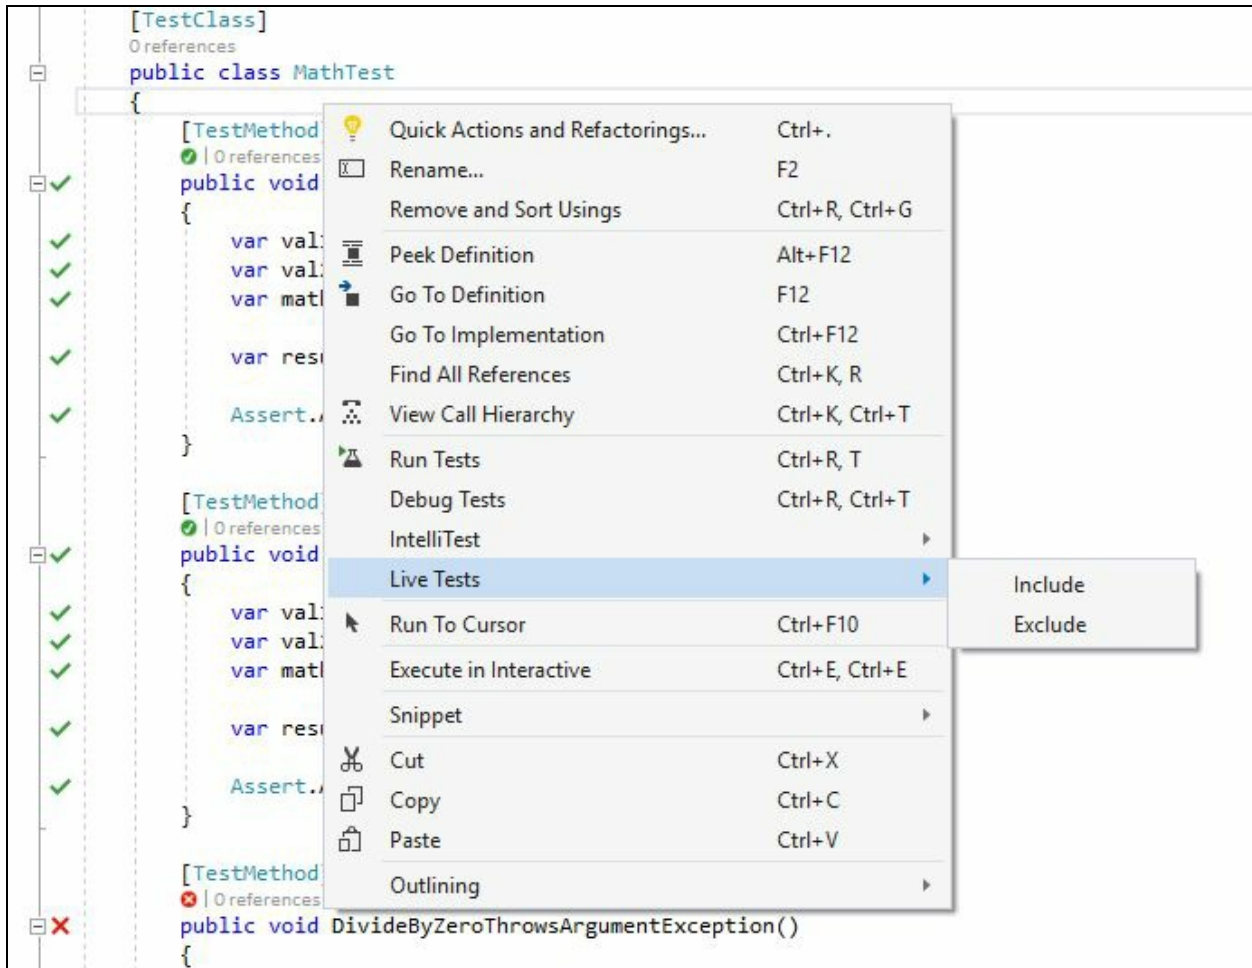 [TestClass]
0 references
public class MathTest
{
[TestMethod
0 references
public void
{
var val
var val
var mat
var res
Assert.
}
[TestMethod
0 references
public void
{
var val
var val
var mat
var res
Assert.
}
[TestMethod
0 references
public void DivideByZeroThrowsArgumentException()
{
Quick Actions and Refactorings... Ctrl+.
Rename... F2
Remove and Sort Usings Ctrl+R, Ctrl+G
Peek Definition Alt+F12
Go To Definition F12
Go To Implementation Ctrl+F12
Find All References Ctrl+K, R
View Call Hierarchy Ctrl+K, Ctrl+T
Run Tests Ctrl+R, T
Debug Tests Ctrl+R, Ctrl+T
IntelliTest
Live Tests
Run To Cursor Ctrl+F10
Execute in Interactive Ctrl+E, Ctrl+E
Snippet
Cut Ctrl+X
Copy Ctrl+C
Paste Ctrl+V
Outlining
Include
Exclude